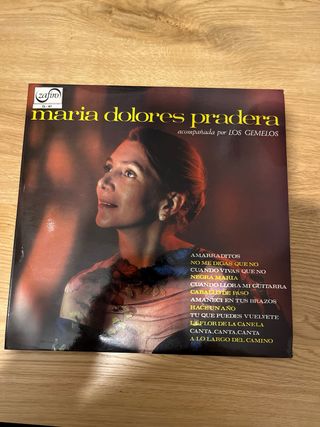 zafiro
maria dolores pradera
acompañada por LOS GEMELOS
AMARRADITOS
NO ME DIGAS QUE NO
CUANDO VIVAS QUE NO
NEGRA MARIA
CUANDO LLORA MI GUITARRA
CABALLO DE PASO
AMANECI EN TUS BRAZOS
HACE UN AÑO
TU QUE PUEDES VUELVETE
LA FLOR DE LA CANELA
CANTA, CANTA, CANTA
A LO LARGO DEL CAMINO